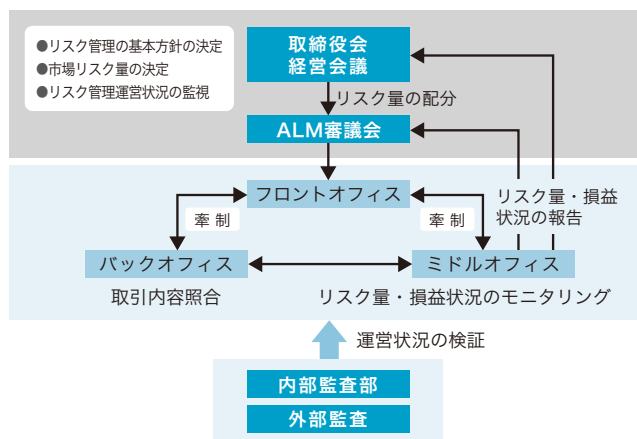 ●リスク管理の基本方針の決定
●市場リスク量の決定
●リスク管理運営状況の監視
取締役会
経営会議
リスク量の配分
ALM審議会
フロントオフィス
リスク量・損益
状況の報告
牽 制
牽 制
バックオフィス
ミドルオフィス
取引内容照合
リスク量・損益状況のモニタリング
運営状況の検証
内部監査部
外部監査